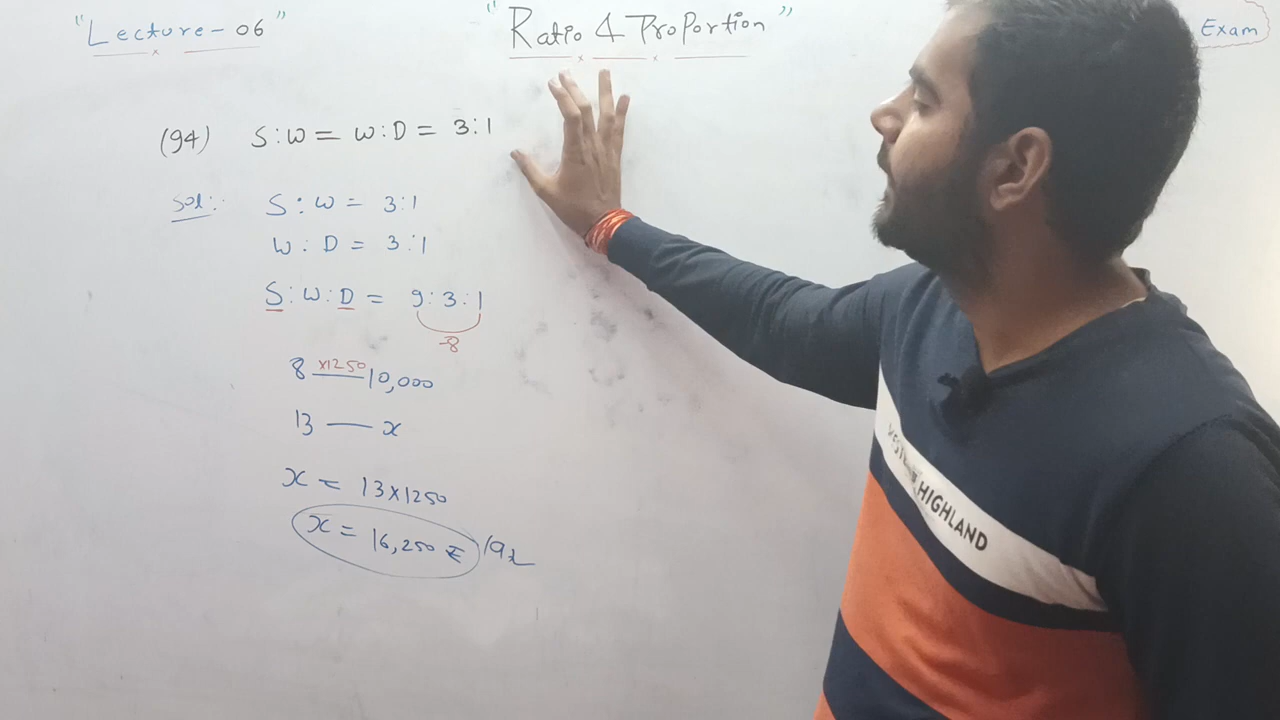 "Lecture - 06"
"Ratio & Proportion"
Exam
(94) S:W = W:D = 3:1
Sol:- S:W = 3:1
W:D = 3:1
S:W:D = 9:3:1
8
8 ×1250 10,000
13 — x
x = 13×1250
x = 16,250 ₹
HIGHLAND